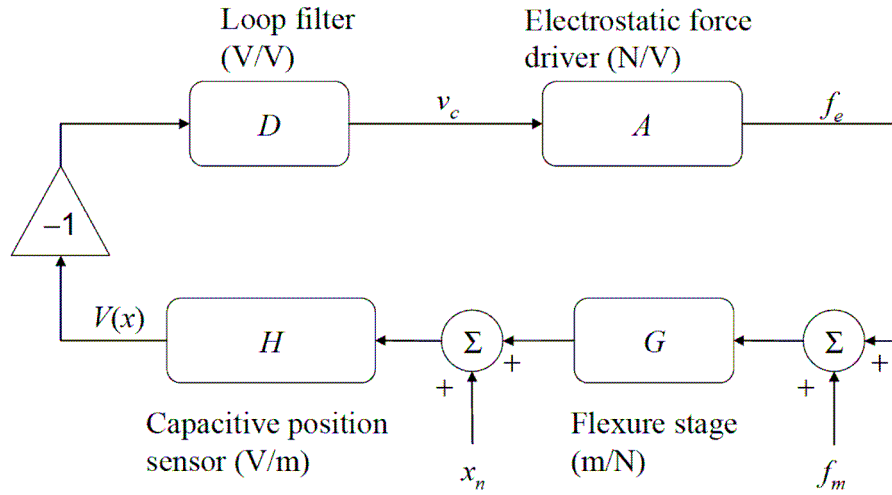 Loop filter
(V/V)
Electrostatic force
driver (N/V)
D
v_c
A
f_e
–1
V(x)
H
Σ
G
Σ
+
+
+
+
Capacitive position
sensor (V/m)
x_n
Flexure stage
(m/N)
f_m